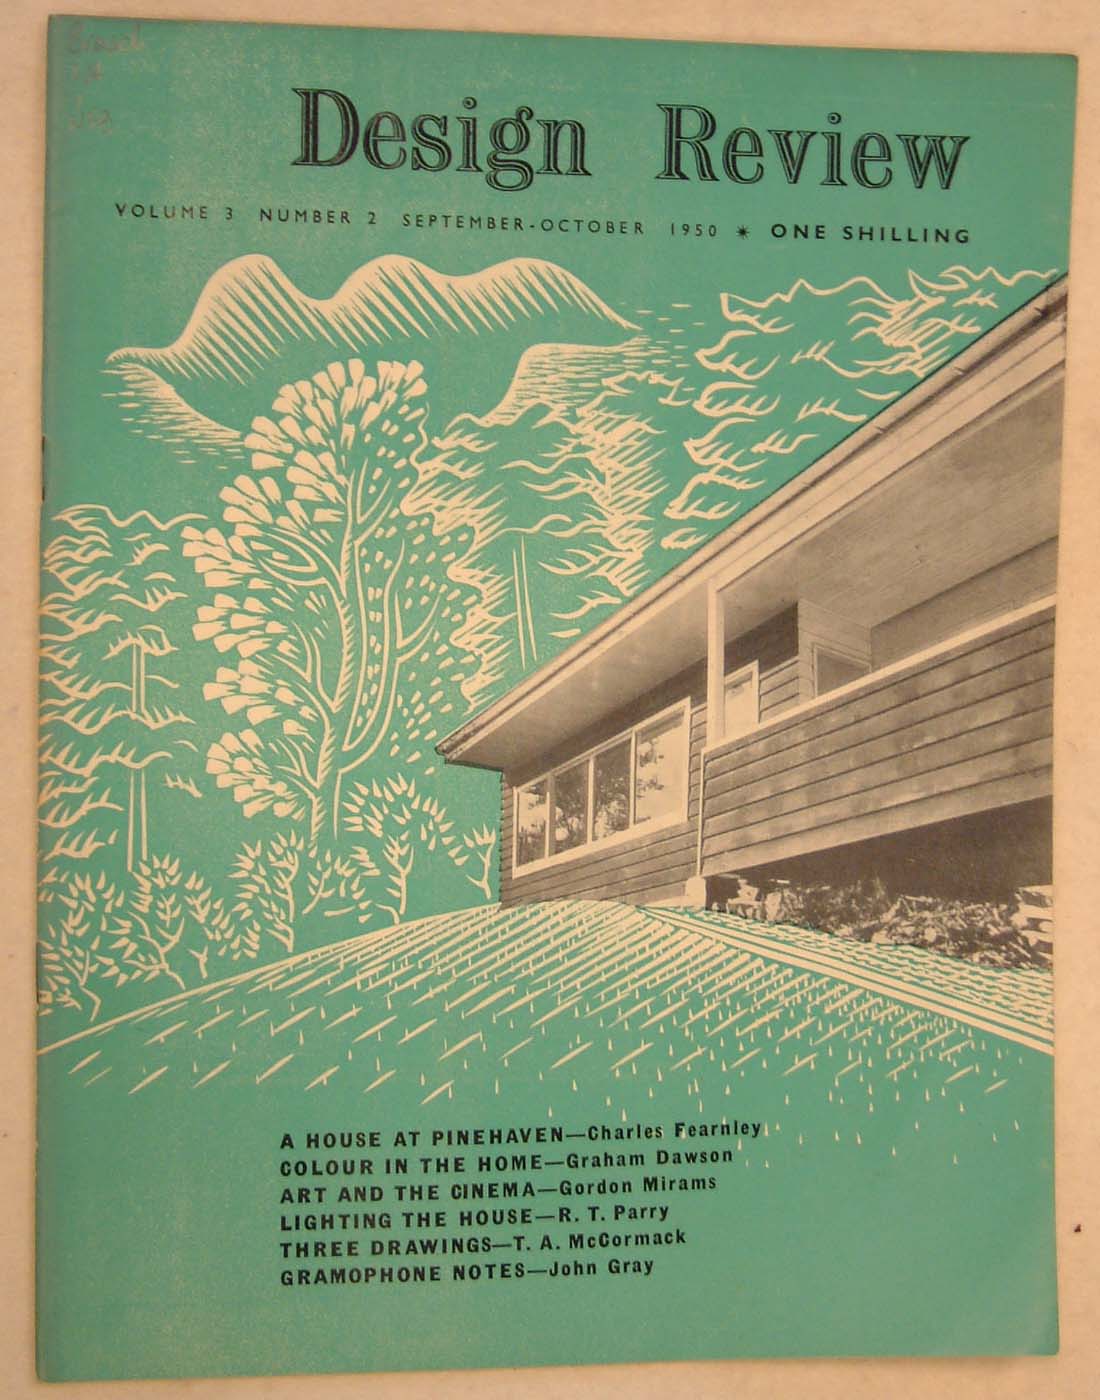 Design Review
VOLUME 3 NUMBER 2 SEPTEMBER-OCTOBER 1950 * ONE SHILLING
A HOUSE AT PINEHAVEN—Charles Fearnley
COLOUR IN THE HOME—Graham Dawson
ART AND THE CINEMA—Gordon Mirams
LIGHTING THE HOUSE—R. T. Parry
THREE DRAWINGS—T. A. McCormack
GRAMOPHONE NOTES—John Gray